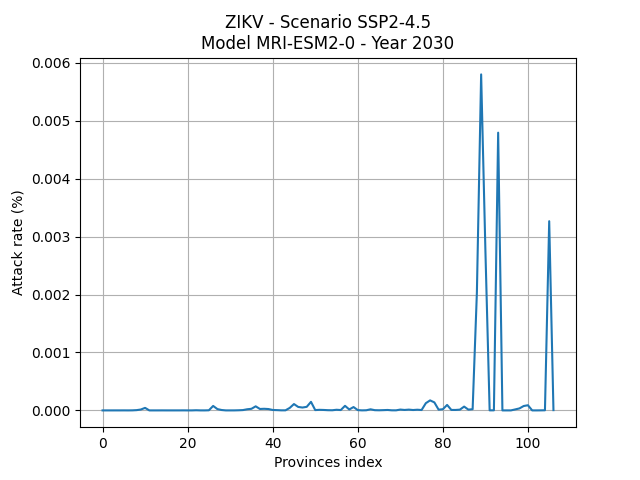 ZIKV - Scenario SSP2-4.5
Model MRI-ESM2-0 - Year 2030
0.006
0.005
0.004
0.003
0.002
0.001
0.000
Attack rate (%)
0 20 40 60 80 100
Provinces index